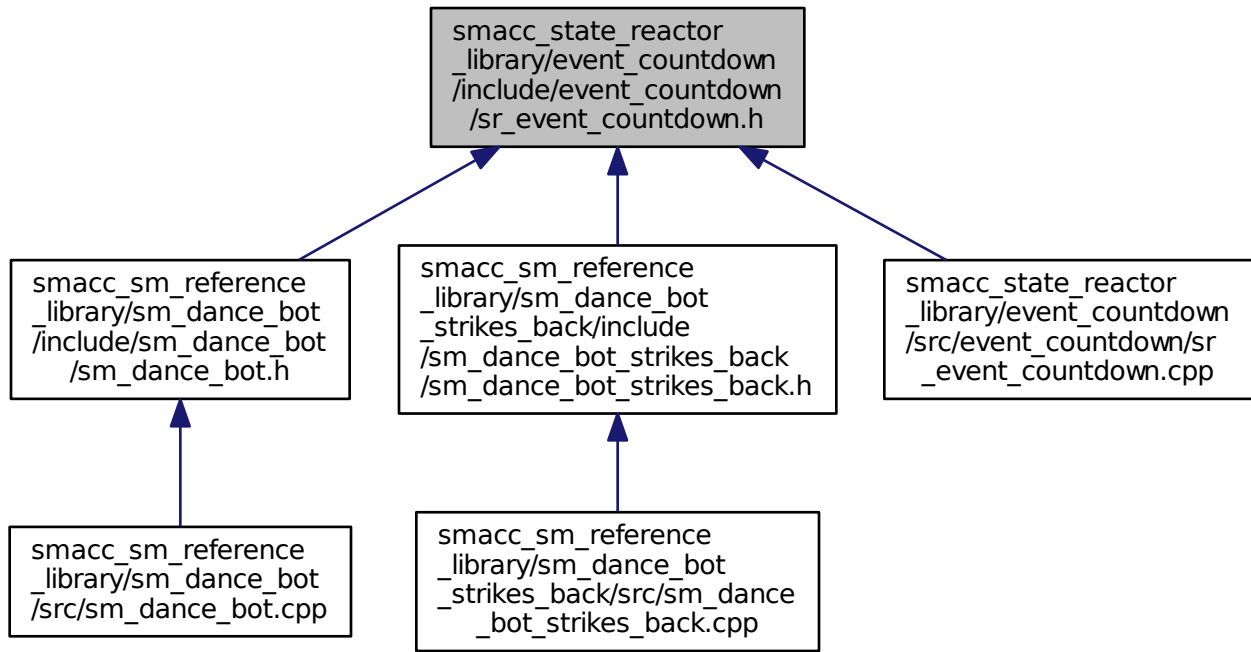 smacc_state_reactor
_library/event_countdown
/include/event_countdown
/sr_event_countdown.h
smacc_sm_reference
_library/sm_dance_bot
/include/sm_dance_bot
/sm_dance_bot.h
smacc_sm_reference
_library/sm_dance_bot
_strikes_back/include
/sm_dance_bot_strikes_back
/sm_dance_bot_strikes_back.h
smacc_state_reactor
_library/event_countdown
/src/event_countdown/sr
_event_countdown.cpp
smacc_sm_reference
_library/sm_dance_bot
/src/sm_dance_bot.cpp
smacc_sm_reference
_library/sm_dance_bot
_strikes_back/src/sm_dance
_bot_strikes_back.cpp